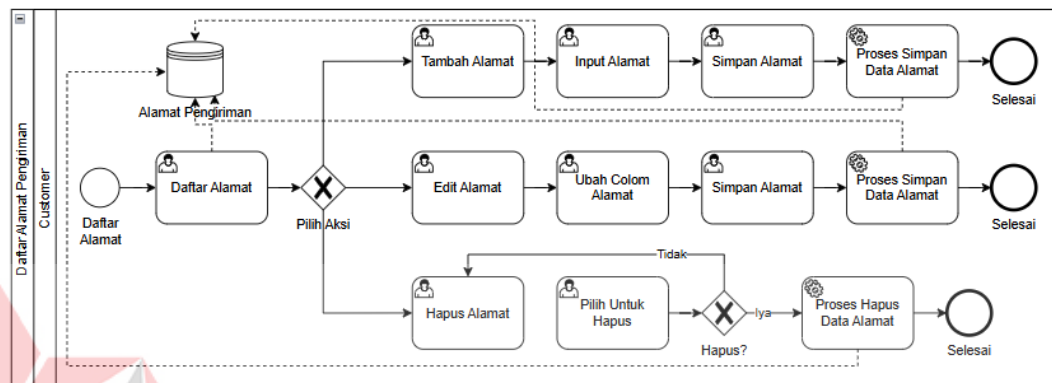 Daftar Alamat Pengiriman
Customer
Alamat Pengiriman
Tambah Alamat
Input Alamat
Simpan Alamat
Proses Simpan
Data Alamat
Selesai
Daftar
Alamat
Daftar Alamat
Pilih Aksi
Edit Alamat
Ubah Colom
Alamat
Simpan Alamat
Proses Simpan
Data Alamat
Selesai
Tidak
Hapus Alamat
Pilih Untuk
Hapus
Hapus?
Iya
Proses Hapus
Data Alamat
Selesai